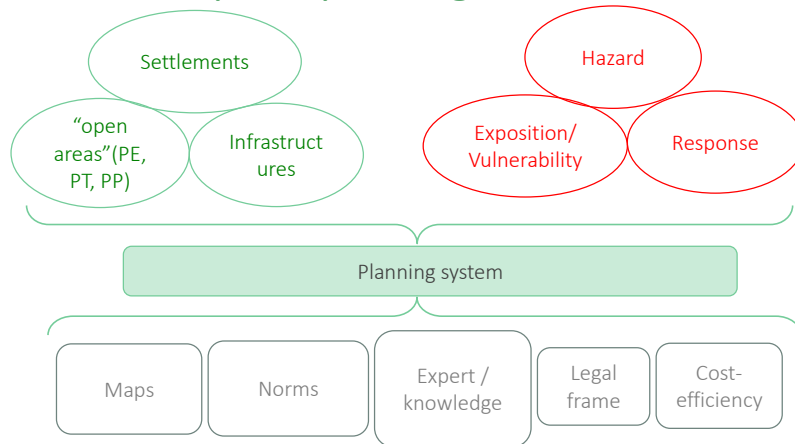 Settlements
"open
areas"(PE,
PT, PP)
Infrastruct
ures
Hazard
Exposition/
Vulnerability
Response
Planning system
Maps
Norms
Expert /
knowledge
Legal
frame
Cost-
efficiency